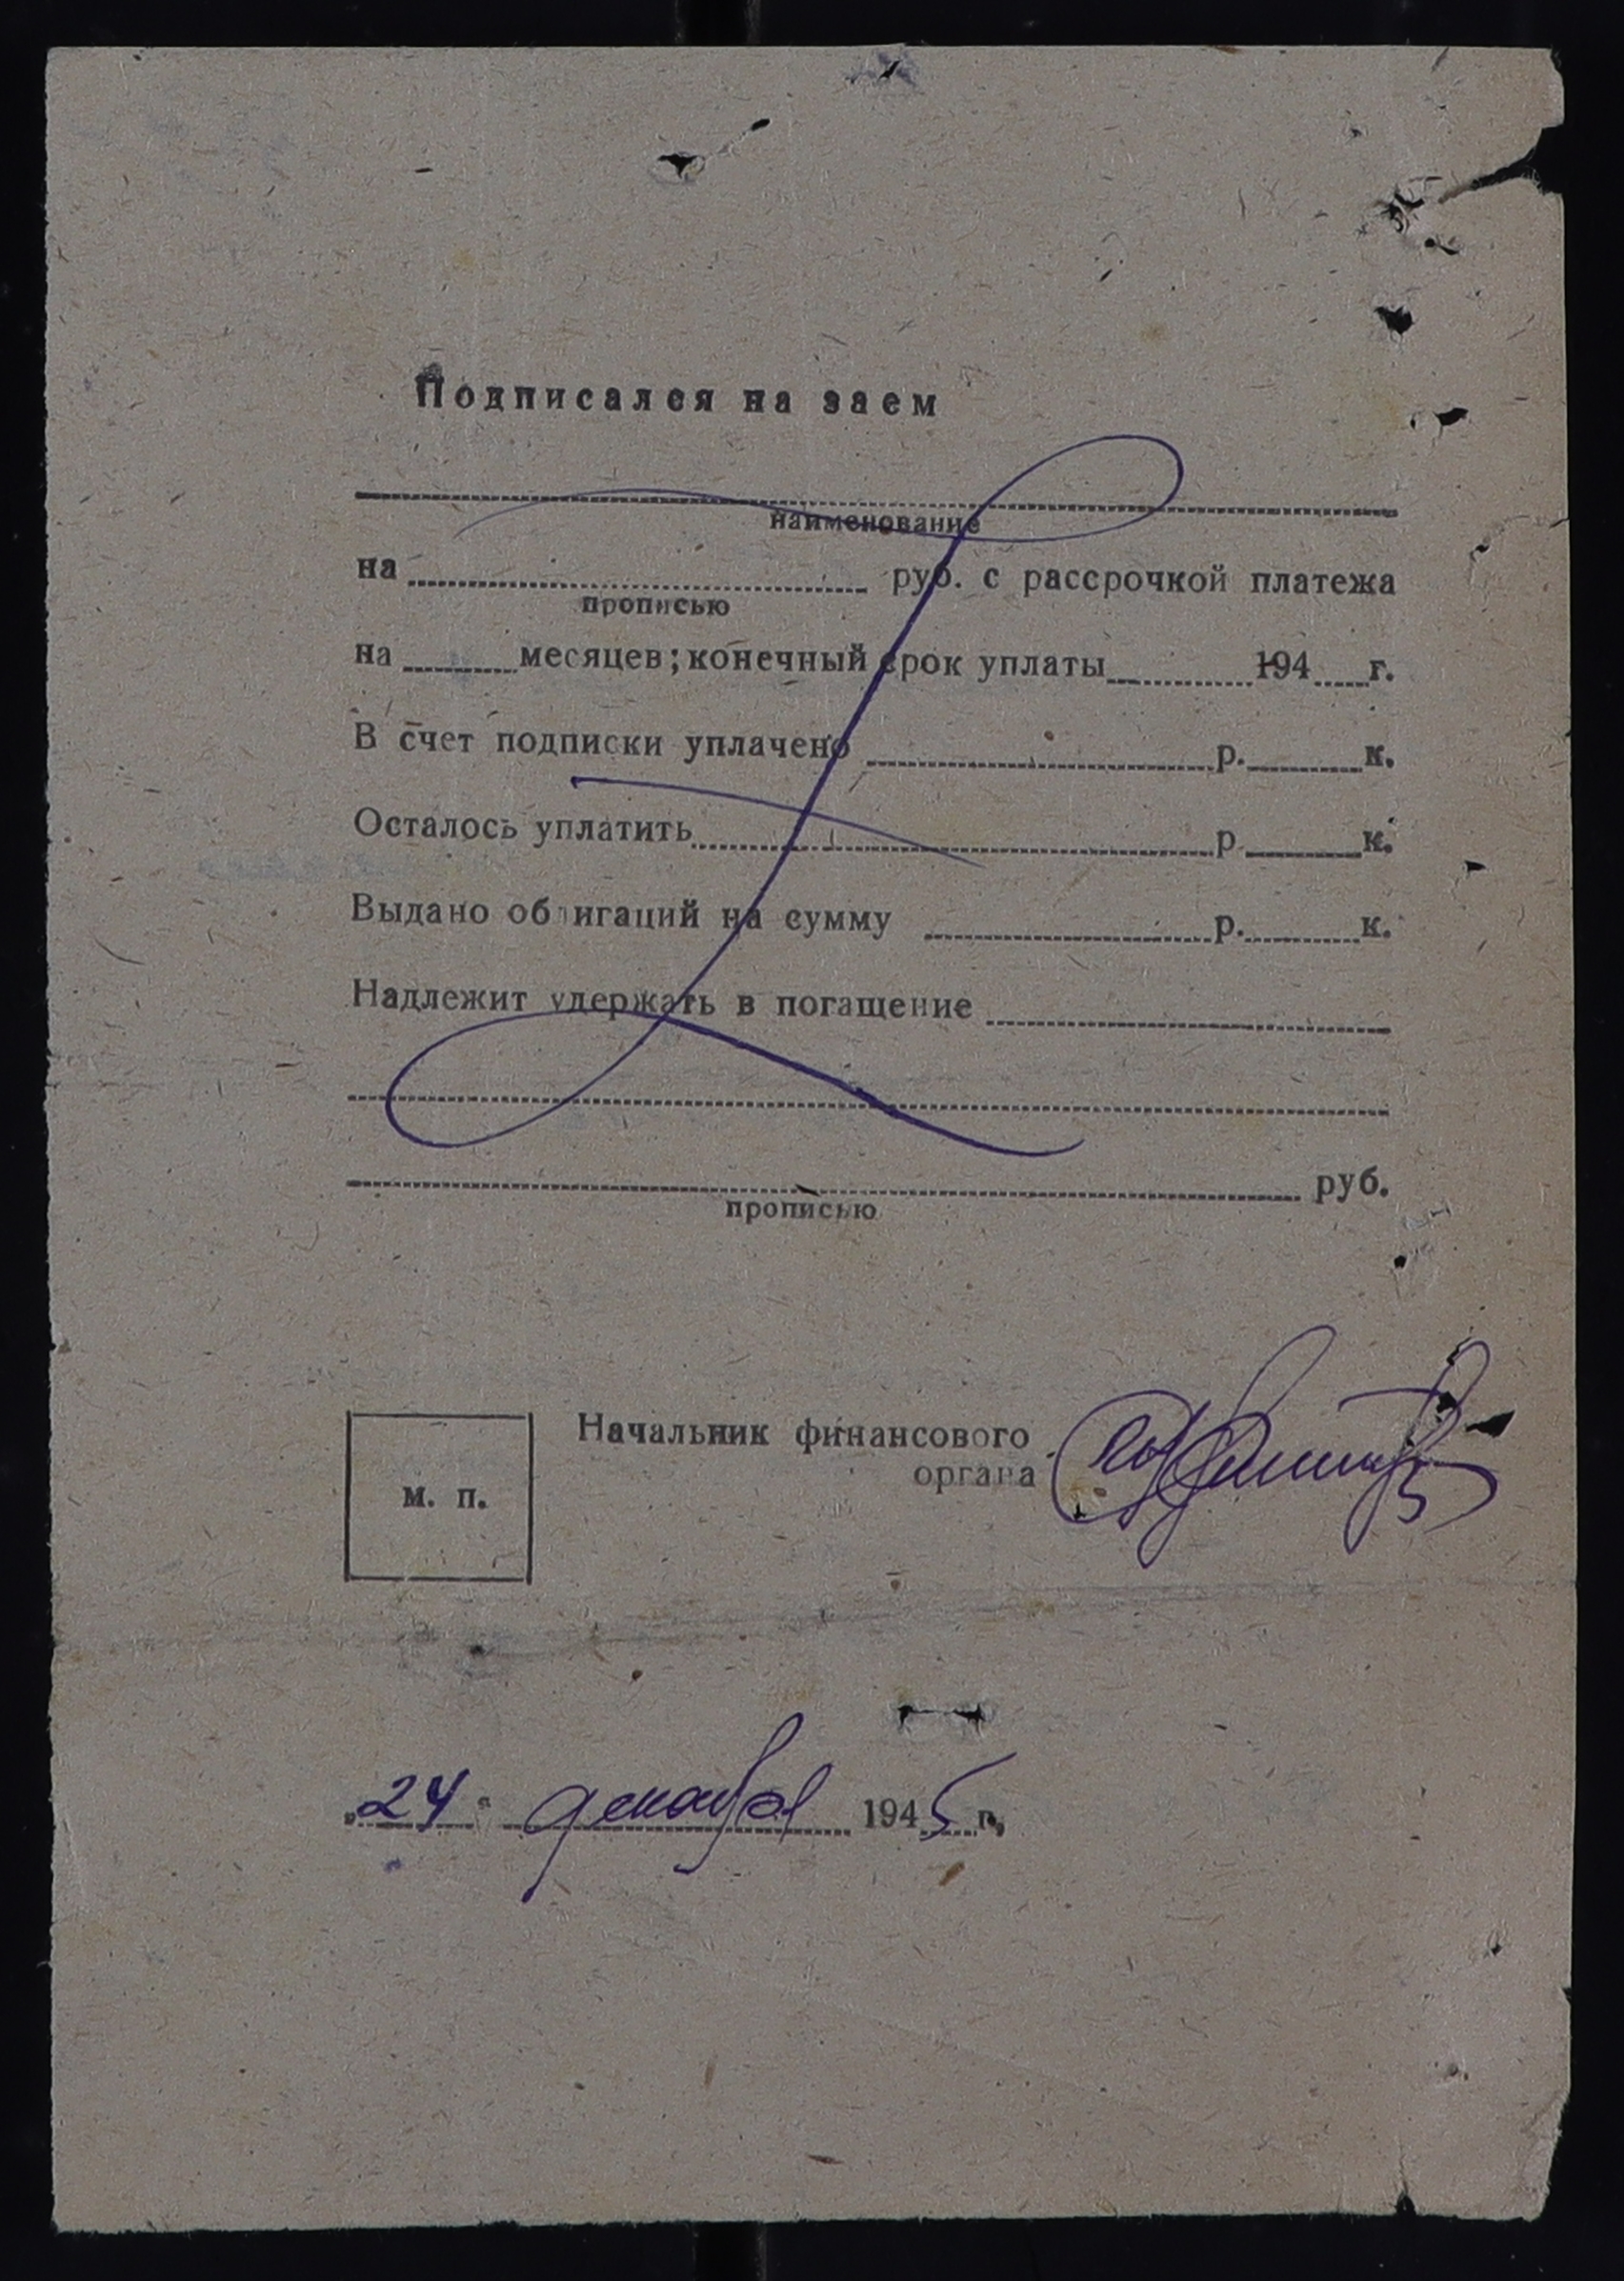 Подписался на заем
наименование
на руб. с рассрочкой платежа
прописью
на месяцев; конечный срок уплаты 194 г.
В счет подписки уплачено р. к.
Осталось уплатить р. к.
Выдано облигаций на сумму р. к.
Надлежит удержать в погашение
руб.
прописью
Начальник финансового
органа
м. п.
„24“ декабря 1945 г.